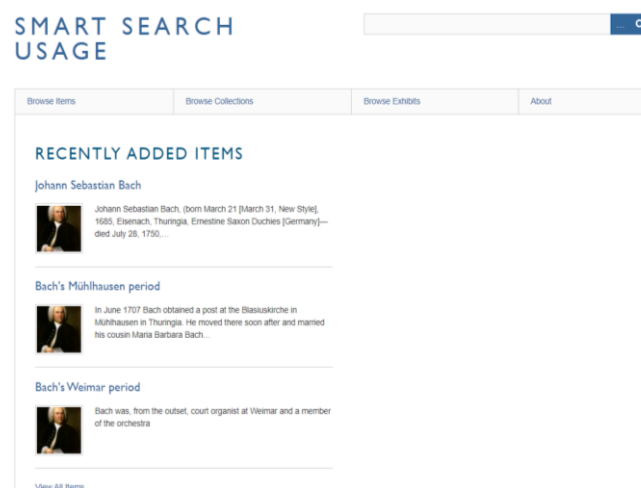 SMART SEARCH
USAGE
...
Browse Items
Browse Collections
Browse Exhibits
About
RECENTLY ADDED ITEMS
Johann Sebastian Bach
Johann Sebastian Bach, (born March 21 [March 31, New Style],
1685, Eisenach, Thuringia, Ernestine Saxon Duchies [Germany]—
died July 28, 1750,…
Bach's Mühlhausen period
In June 1707 Bach obtained a post at the Blasiuskirche in
Mühlhausen in Thuringia. He moved there soon after and married
his cousin Maria Barbara Bach…
Bach's Weimar period
Bach was, from the outset, court organist at Weimar and a member
of the orchestra
View All Items